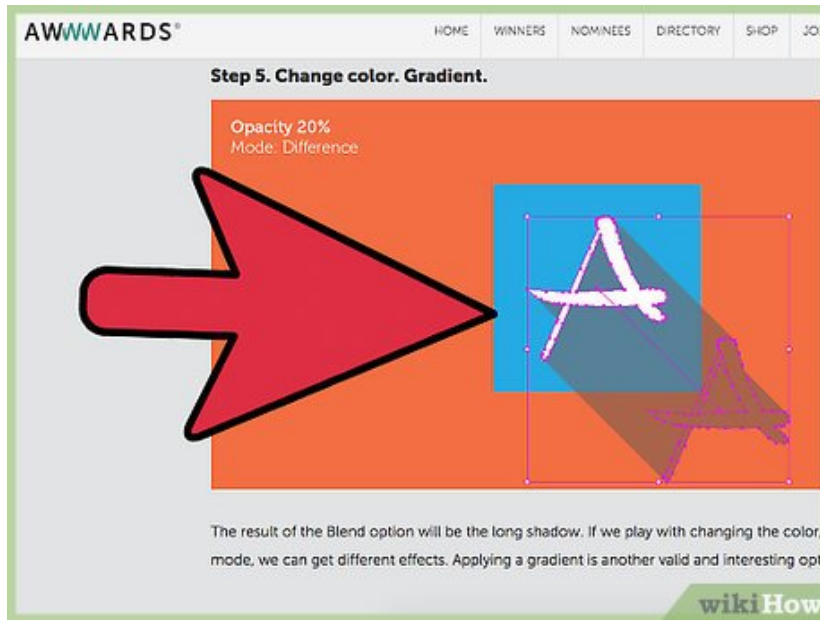 AWWWARDS®
HOME WINNERS NOMINEES DIRECTORY SHOP
Step 5. Change color. Gradient.
Opacity 20%
Mode: Difference
A
The result of the Blend option will be the long shadow. If we play with changing the color,
mode, we can get different effects. Applying a gradient is another valid and interesting
wikiHow